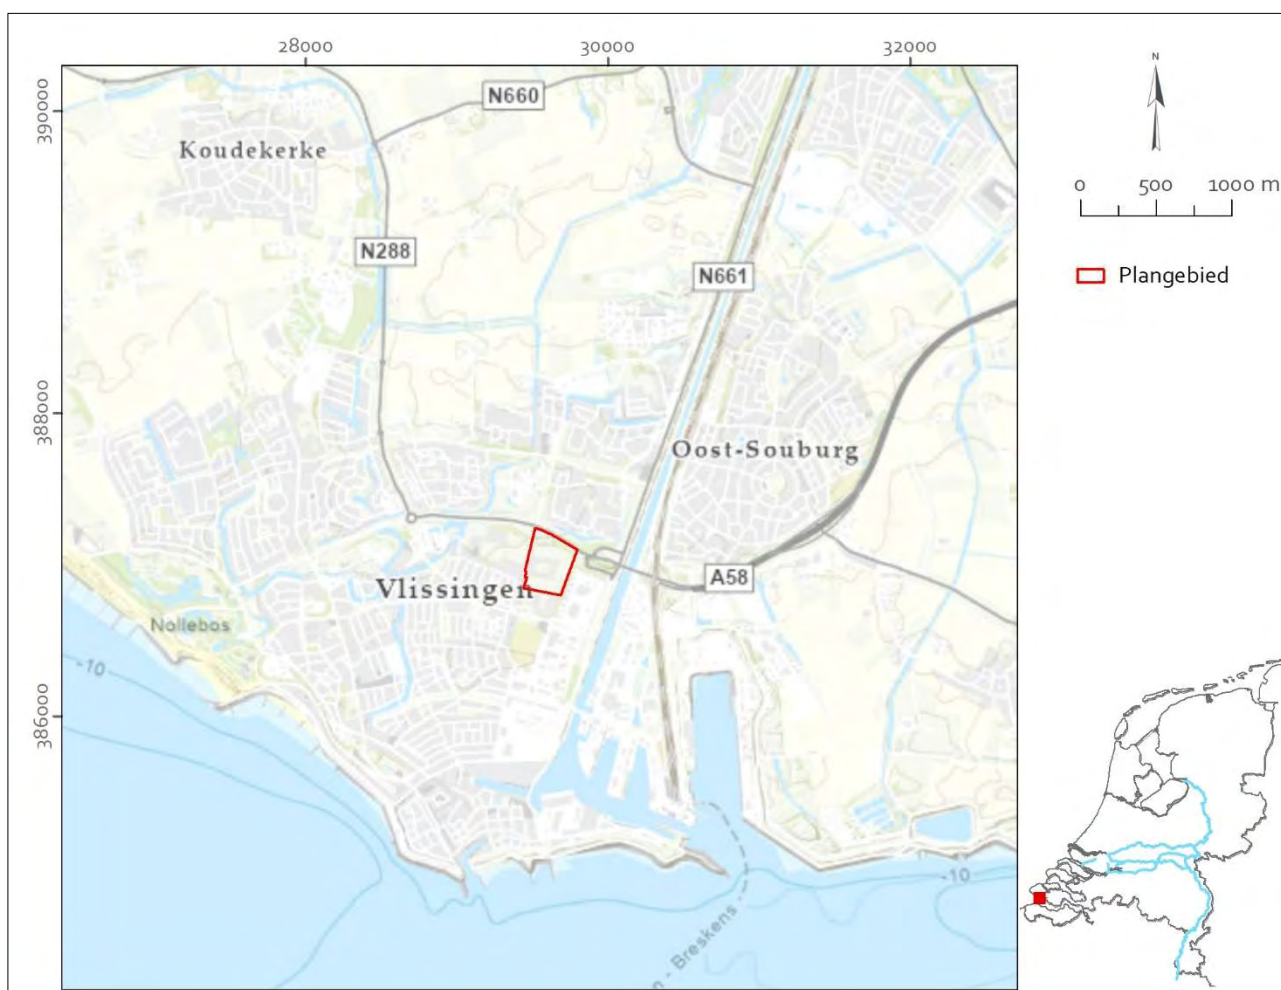 28000
30000
32000
N
390000
N660
Koudekerke
0 500 1000 m
N288
N661
Plangebied
388000
Oost-Souburg
A58
Vlissingen
Nollebos
-10
386000
-10
n - Breskens